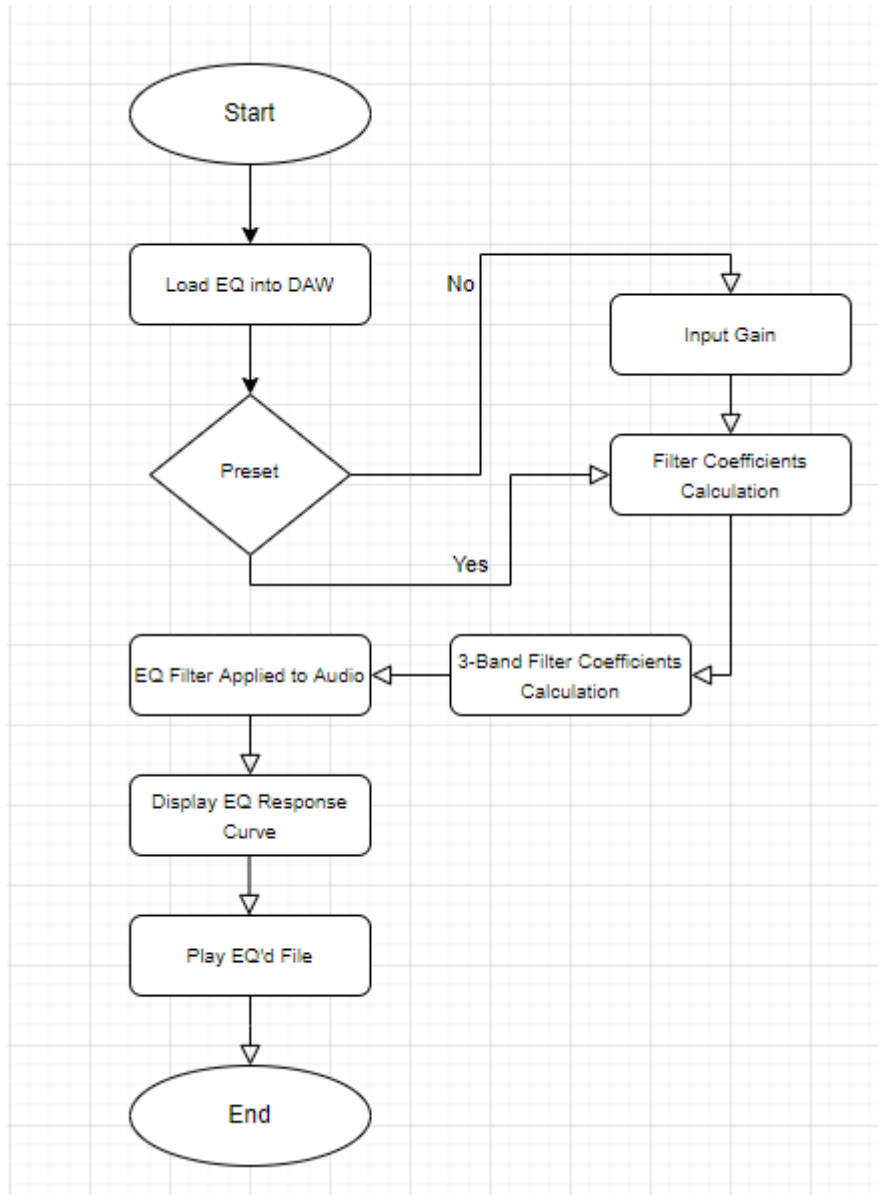 Start
Load EQ into DAW
No
Input Gain
Preset
Filter Coefficients
Calculation
Yes
3-Band Filter Coefficients
Calculation
EQ Filter Applied to Audio
Display EQ Response
Curve
Play EQ'd File
End